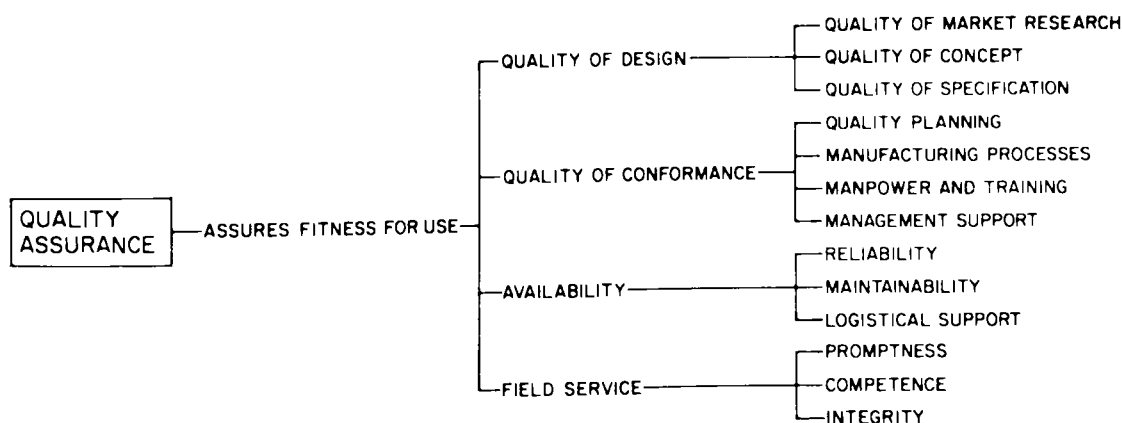 QUALITY
ASSURANCE
ASSURES FITNESS FOR USE
QUALITY OF DESIGN
QUALITY OF MARKET RESEARCH
QUALITY OF CONCEPT
QUALITY OF SPECIFICATION
QUALITY OF CONFORMANCE
QUALITY PLANNING
MANUFACTURING PROCESSES
MANPOWER AND TRAINING
MANAGEMENT SUPPORT
AVAILABILITY
RELIABILITY
MAINTAINABILITY
LOGISTICAL SUPPORT
FIELD SERVICE
PROMPTNESS
COMPETENCE
INTEGRITY